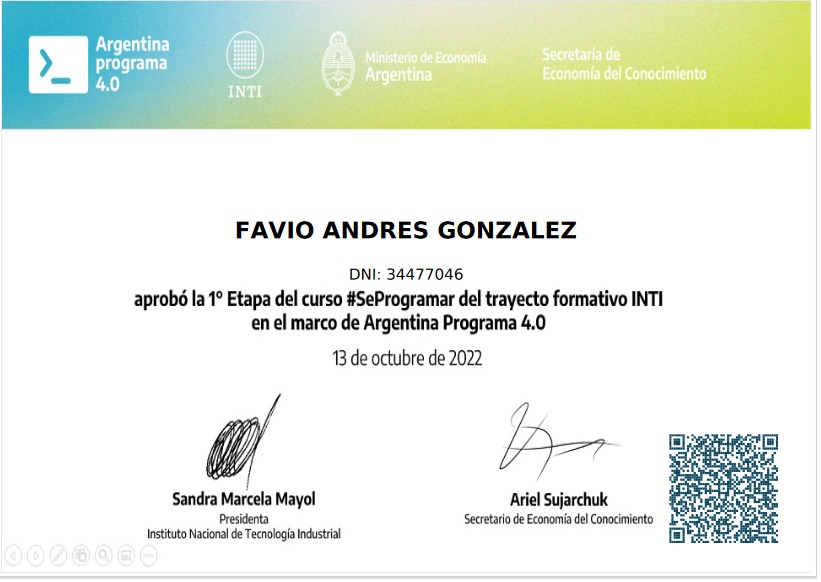 Argentina
programa
4.0
INTI
Ministerio de Economía
Argentina
Secretaría de
Economía del Conocimiento
FAVIO ANDRES GONZALEZ
DNI: 34477046
aprobó la 1° Etapa del curso #SeProgramar del trayecto formativo INTI
en el marco de Argentina Programa 4.0
13 de octubre de 2022
Sandra Marcela Mayol
Presidenta
Instituto Nacional de Tecnología Industrial
Ariel Sujarchuk
Secretario de Economía del Conocimiento